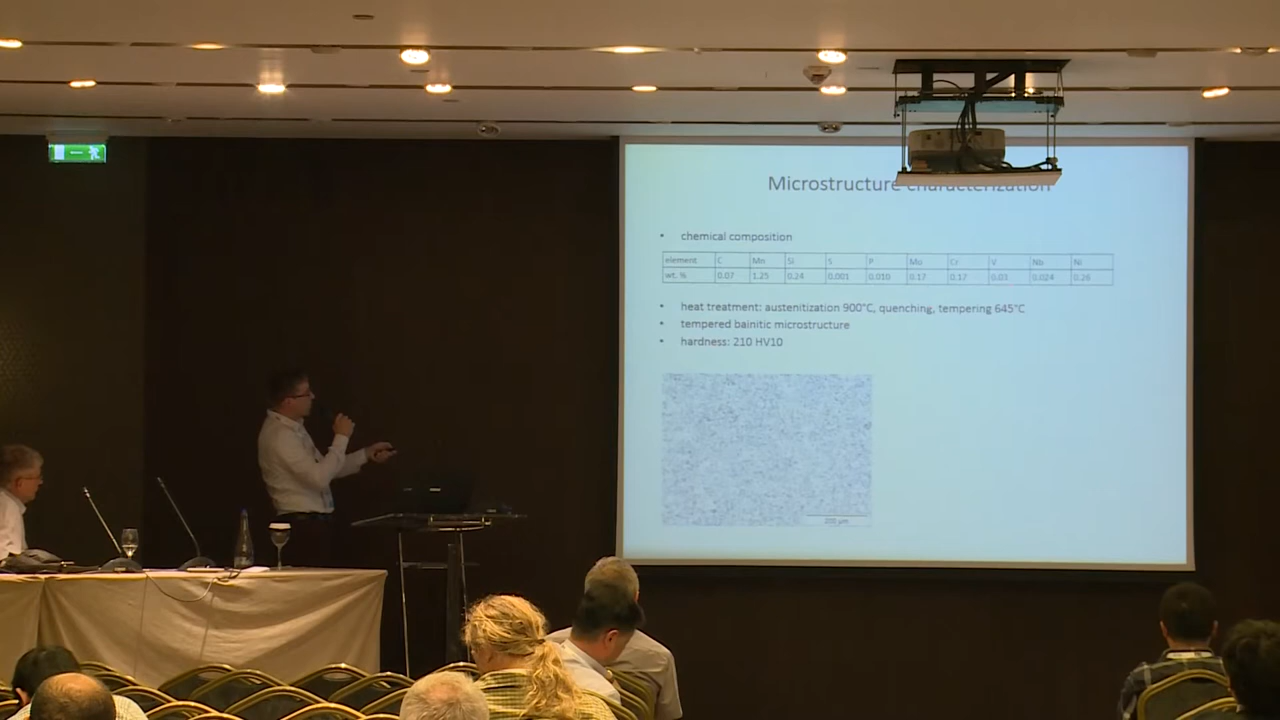 Microstructure characterization
• chemical composition
element C Mn Si S P Mo Cr V Nb Ni
wt. % 0.07 1.25 0.24 0.001 0.010 0.17 0.17 0.03 0.024 0.26
• heat treatment: austenitization 900°C, quenching, tempering 645°C
• tempered bainitic microstructure
• hardness: 210 HV10
200 µm